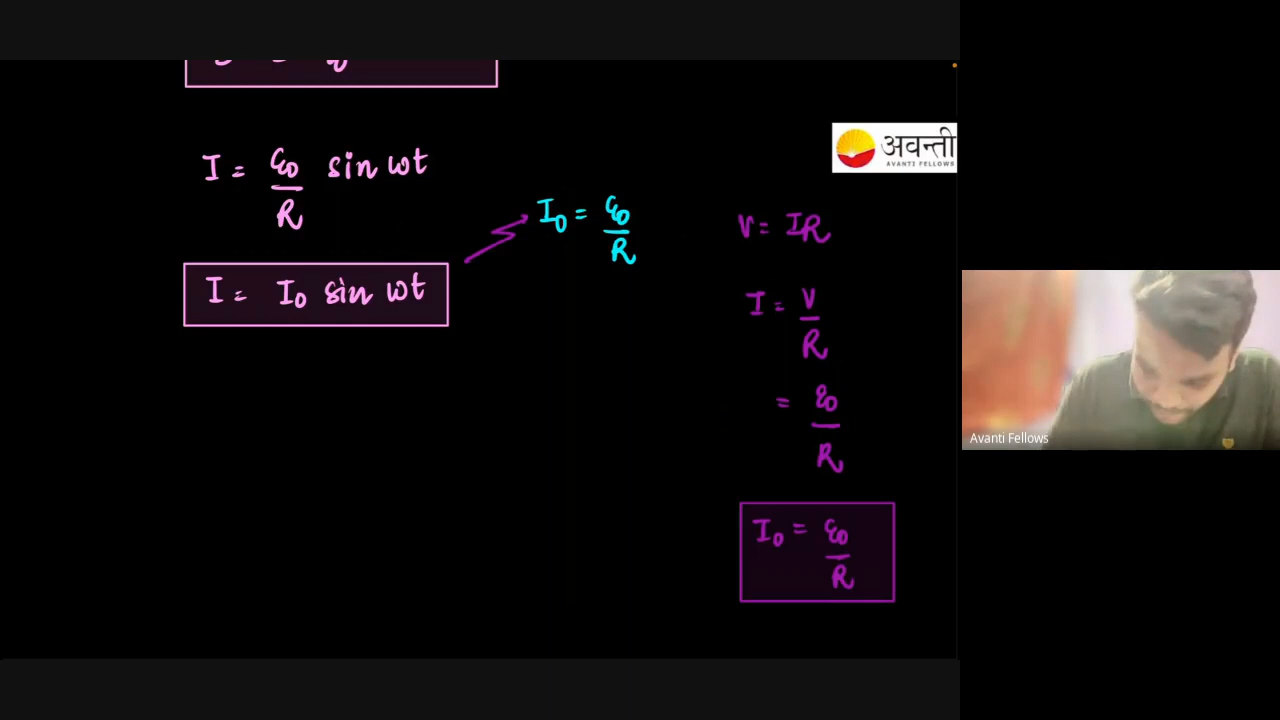 I = ε0/R sin ωt
I0 = ε0/R
I = I0 sin ωt
अवन्ती
AVANTI FELLOWS
V = IR
I = V/R
= ε0/R
I0 = ε0/R
Avanti Fellows